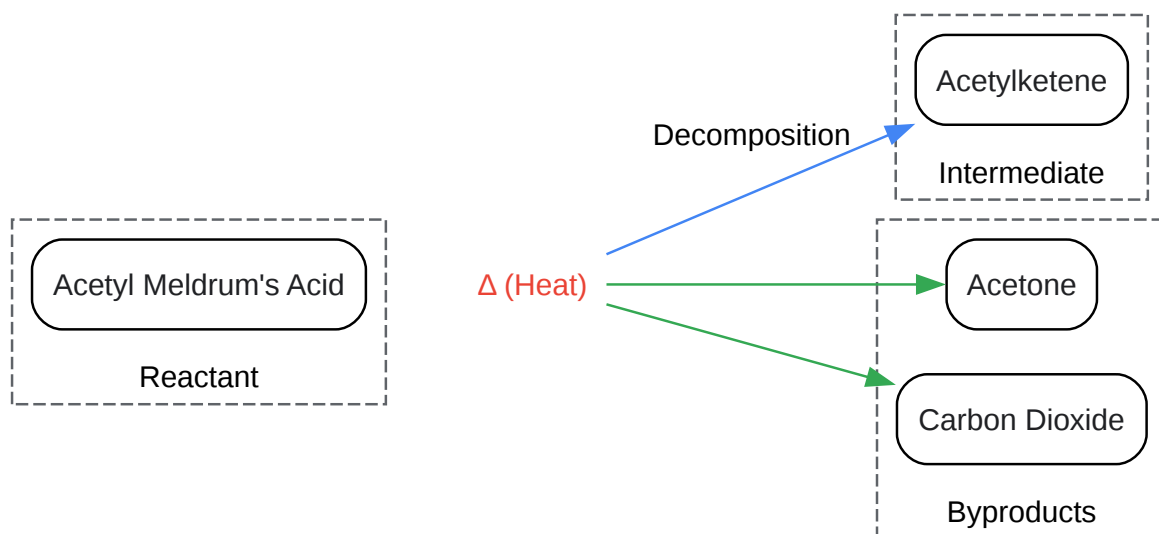 Acetylketene
Decomposition
Intermediate
Acetyl Meldrum's Acid
Δ (Heat)
Acetone
Reactant
Carbon Dioxide
Byproducts